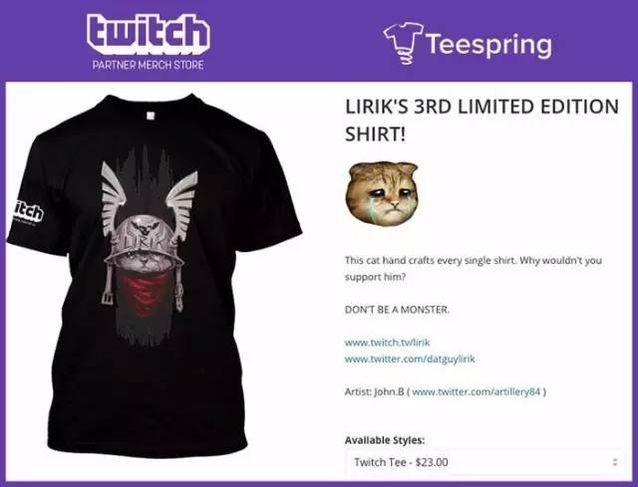 twitch
PARTNER MERCH STORE
Teespring
LIRIK'S 3RD LIMITED EDITION
SHIRT!
itch
LIRIK
This cat hand crafts every single shirt. Why wouldn't you
support him?
DON'T BE A MONSTER.
www.twitch.tv/lirik
www.twitter.com/datguylirik
Artist: John.B ( www.twitter.com/artillery84 )
Available Styles:
Twitch Tee - $23.00